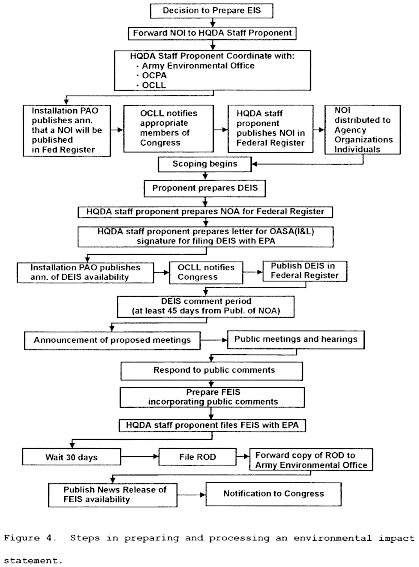 Decision to Prepare EIS
Forward NOI to HQDA Staff Proponent
HQDA Staff Proponent Coordinate with:
· Army Environmental Office
· OCPA
· OCLL
Installation PAO
publishes ann.
that a NOI will be
published
in Fed Register
OCLL notifies
appropriate
members of
Congress
HQDA staff
proponent
publishes NOI in
Federal Register
NOI
distributed to
Agency
Organizations
Individuals
Scoping begins
Proponent prepares DEIS
HQDA staff proponent prepares NOA for Federal Register
HQDA staff proponent prepares letter for OASA(I&L)
signature for filing DEIS with EPA
Installation PAO publishes
ann. of DEIS availability
OCLL notifies
Congress
Publish DEIS in
Federal Register
DEIS comment period
(at least 45 days from Publ. of NOA)
Announcement of proposed meetings
Public meetings and hearings
Respond to public comments
Prepare FEIS
incorporating public comments
HQDA staff proponent files FEIS with EPA
Wait 30 days
File ROD
Forward copy of ROD to
Army Environmental Office
Publish News Release of
FEIS availability
Notification to Congress
Figure 4. Steps in preparing and processing an environmental impact
statement.